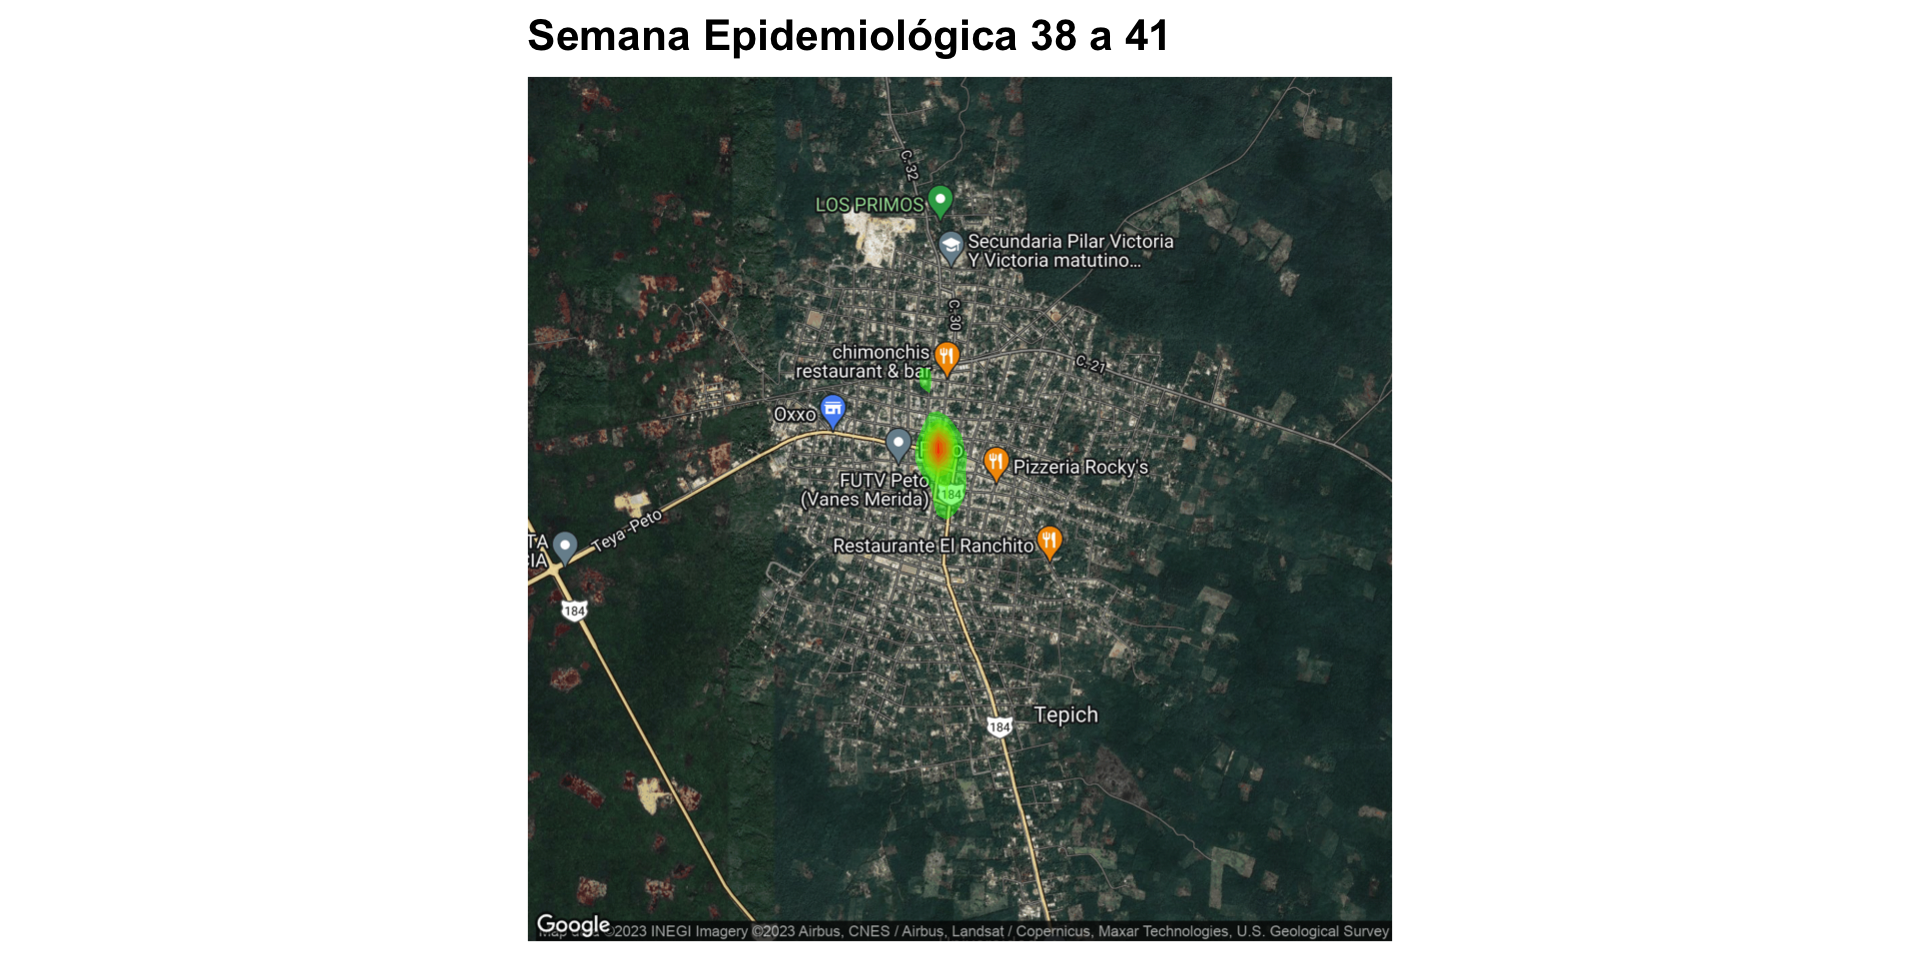 Semana Epidemiológica 38 a 41
C. 32
LOS PRIMOS
Secundaria Pilar Victoria
Y Victoria matutino...
C. 30
chimonchis
restaurant & bar
C. 21
Oxxo
Pizzeria Rocky's
FUTV Peto
(Vanes Merida)
184
Teya-Peto
Restaurante El Ranchito
TA
IA
184
Tepich
184
Google
©2023 INEGI Imagery ©2023 Airbus, CNES / Airbus, Landsat / Copernicus, Maxar Technologies, U.S. Geological Survey